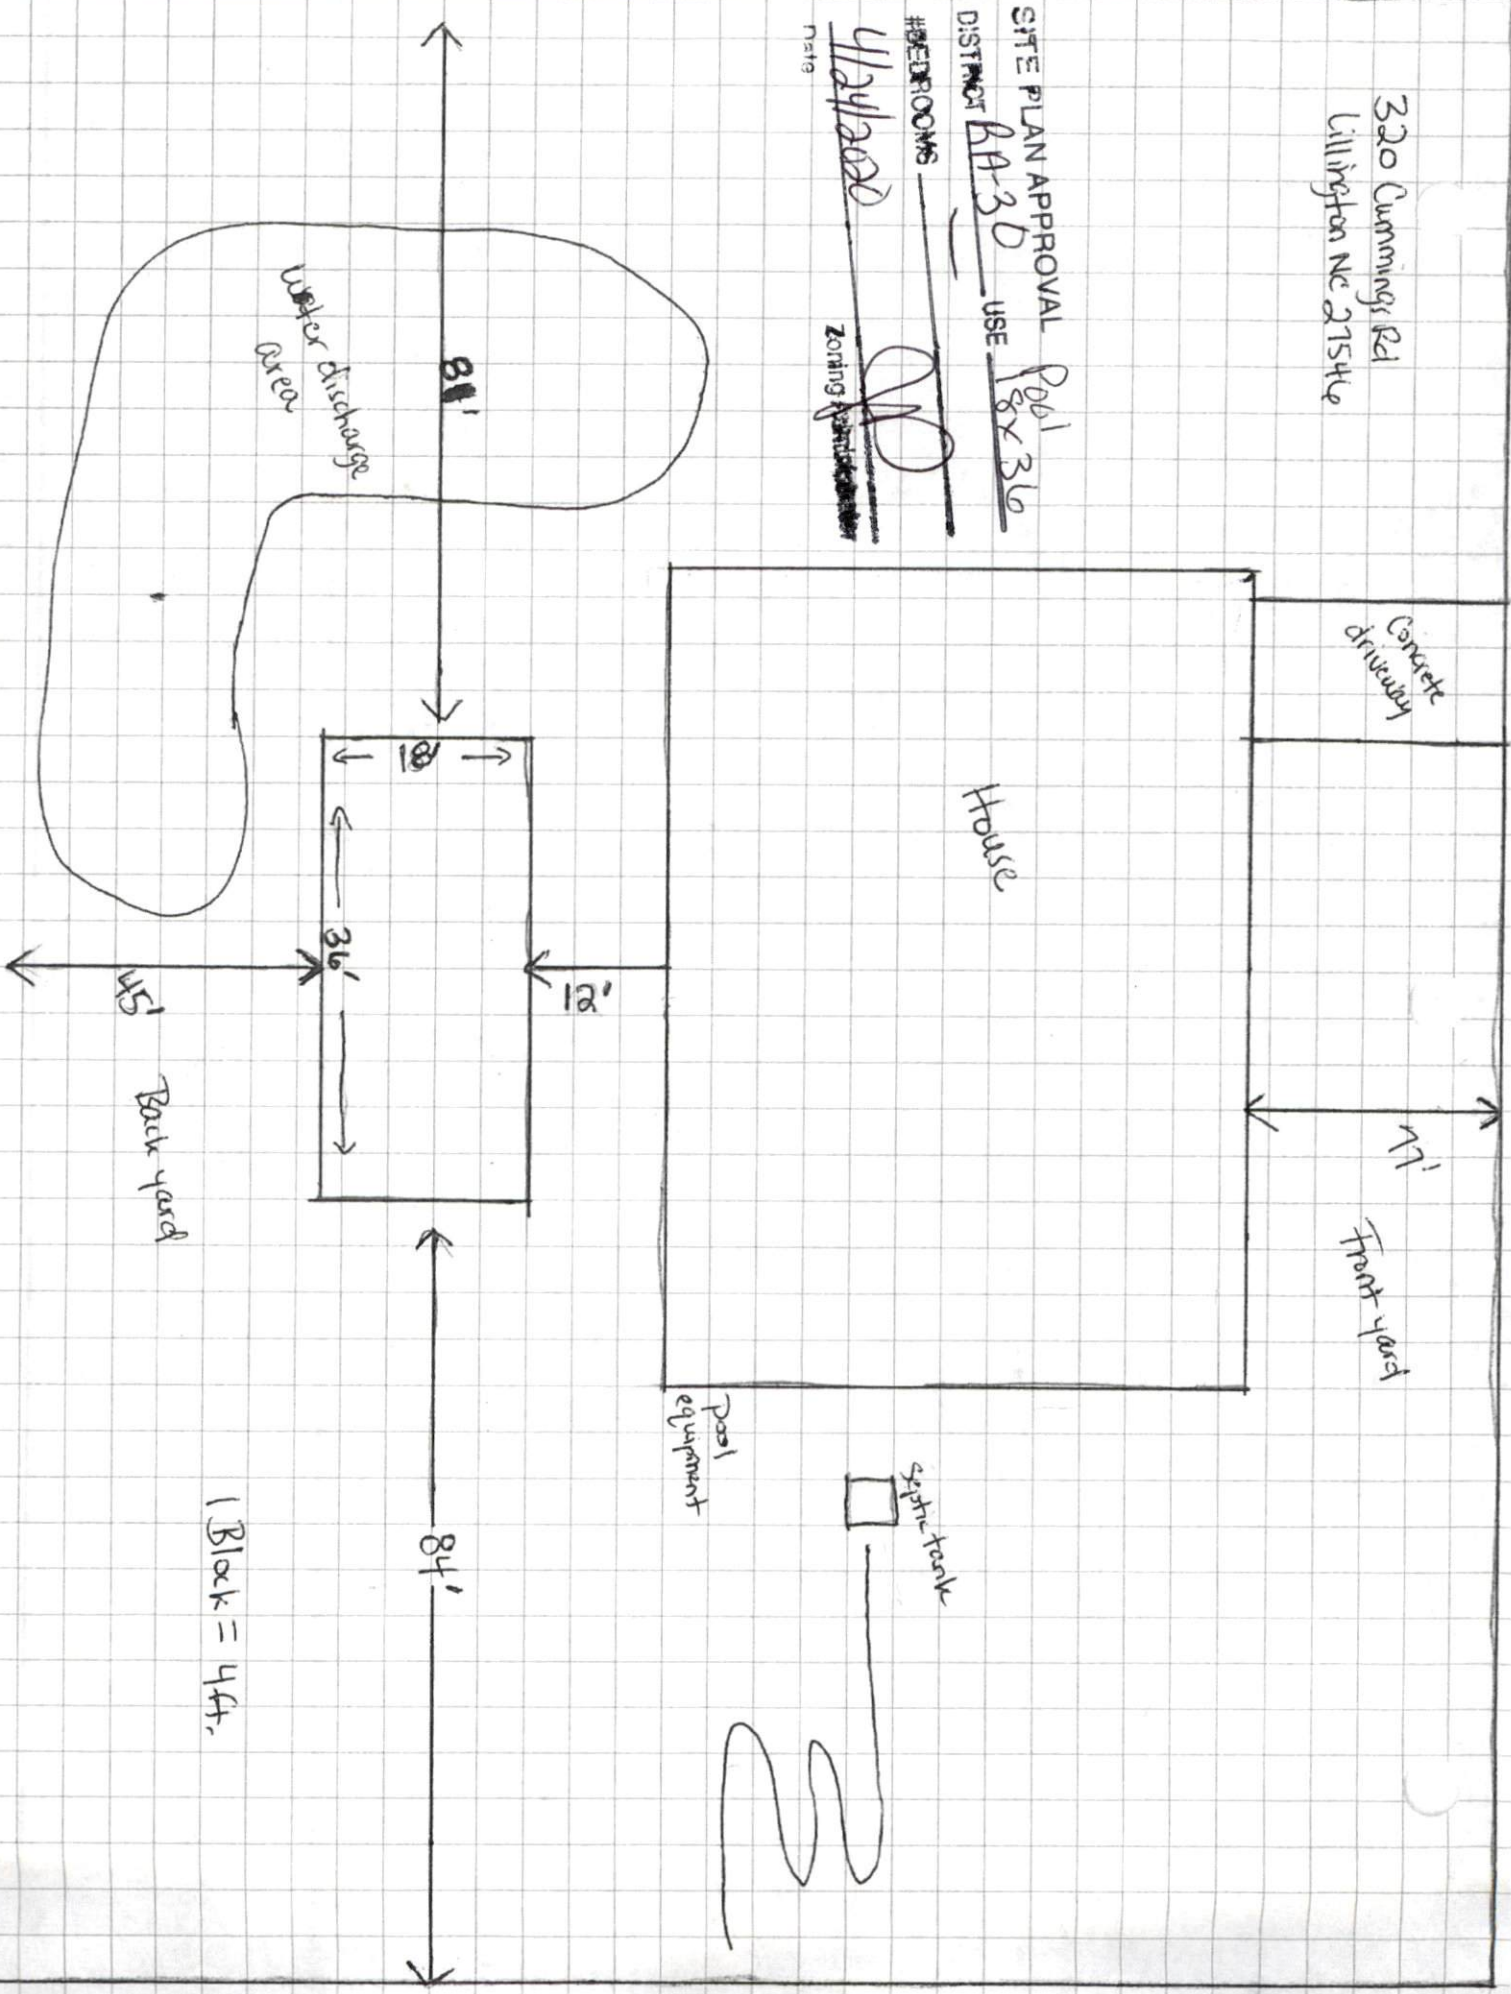 320 Cummings Rd
Lillington NC 27546
SITE PLAN APPROVAL
DISTRICT RA-30 USE Pool
18x36
#BEDROOMS
4/24/2020
Date
Zoning
Concrete
driveway
77'
Front yard
House
septic tank
pool
equipment
12'
18'
36'
81'
84'
water discharge
area
45'
Back yard
1 Block = 4ft.